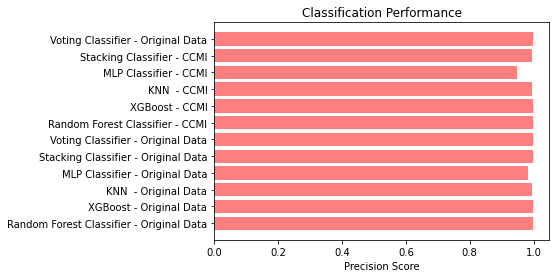 Classification Performance
Voting Classifier - Original Data
Stacking Classifier - CCMI
MLP Classifier - CCMI
KNN  - CCMI
XGBoost - CCMI
Random Forest Classifier - CCMI
Voting Classifier - Original Data
Stacking Classifier - Original Data
MLP Classifier - Original Data
KNN  - Original Data
XGBoost - Original Data
Random Forest Classifier - Original Data
0.0 0.2 0.4 0.6 0.8 1.0
Precision Score